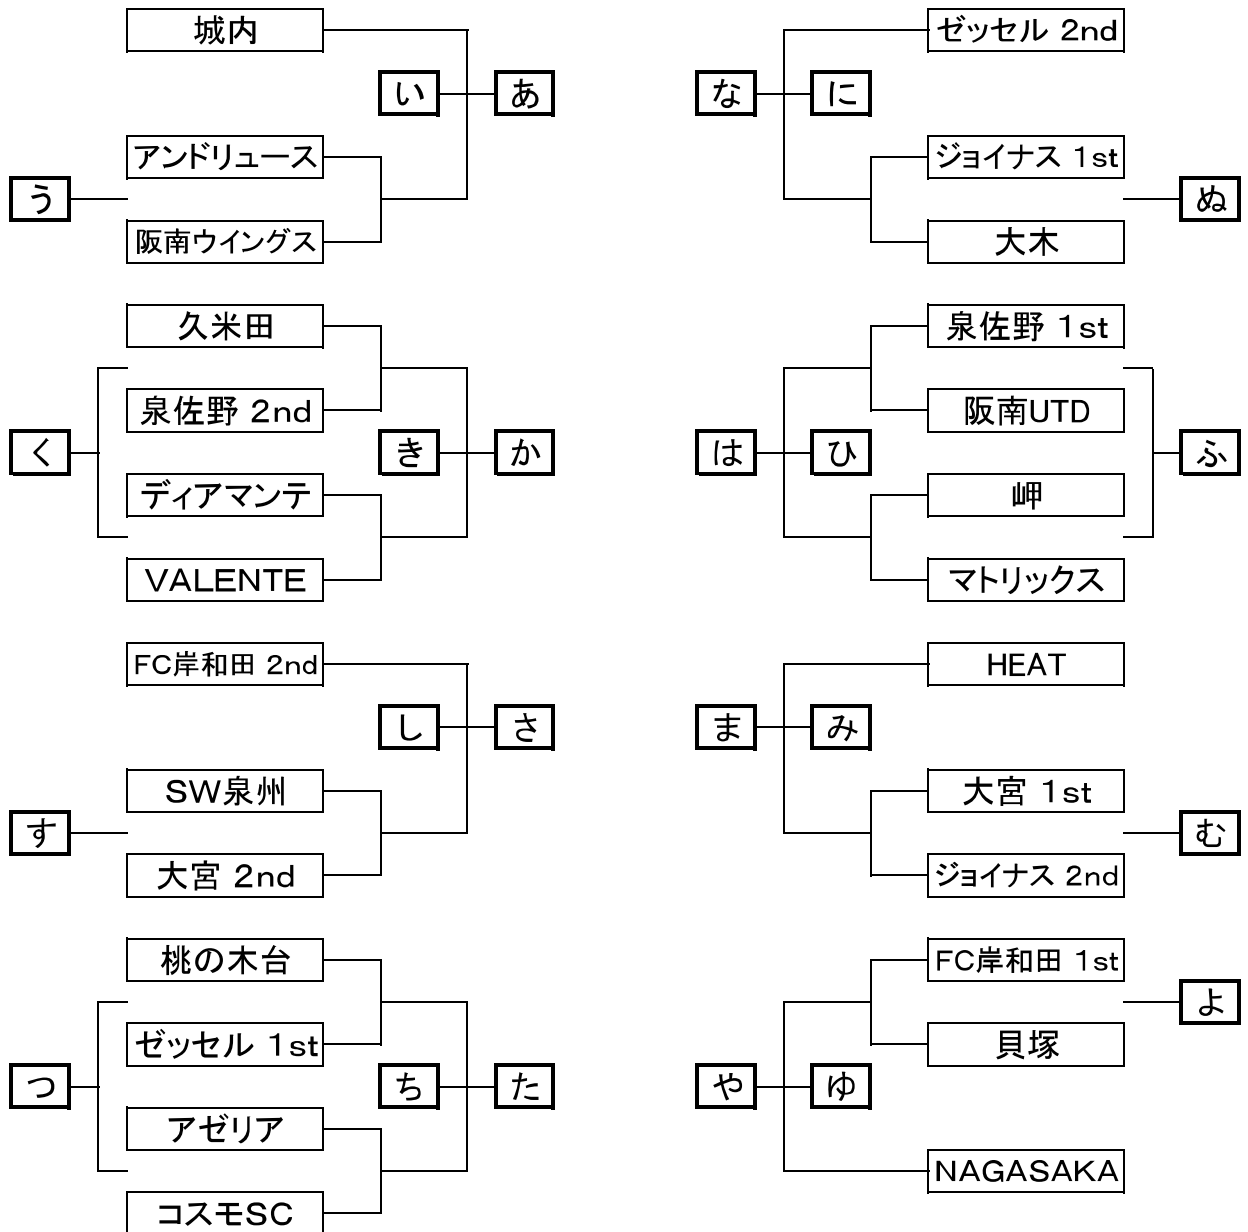 城内
い
あ
アンドリュース
う
阪南ウイングス
久米田
泉佐野 2nd
く
き
か
ディアマンテ
VALENTE
FC岸和田 2nd
し
さ
SW泉州
す
大宮 2nd
桃の木台
ゼッセル 1st
つ
ち
た
アゼリア
コスモSC
ゼッセル 2nd
な
に
ジョイナス 1st
ぬ
大木
泉佐野 1st
阪南UTD
は
ひ
ふ
岬
マトリックス
HEAT
ま
み
大宮 1st
む
ジョイナス 2nd
FC岸和田 1st
よ
貝塚
や
ゆ
NAGASAKA